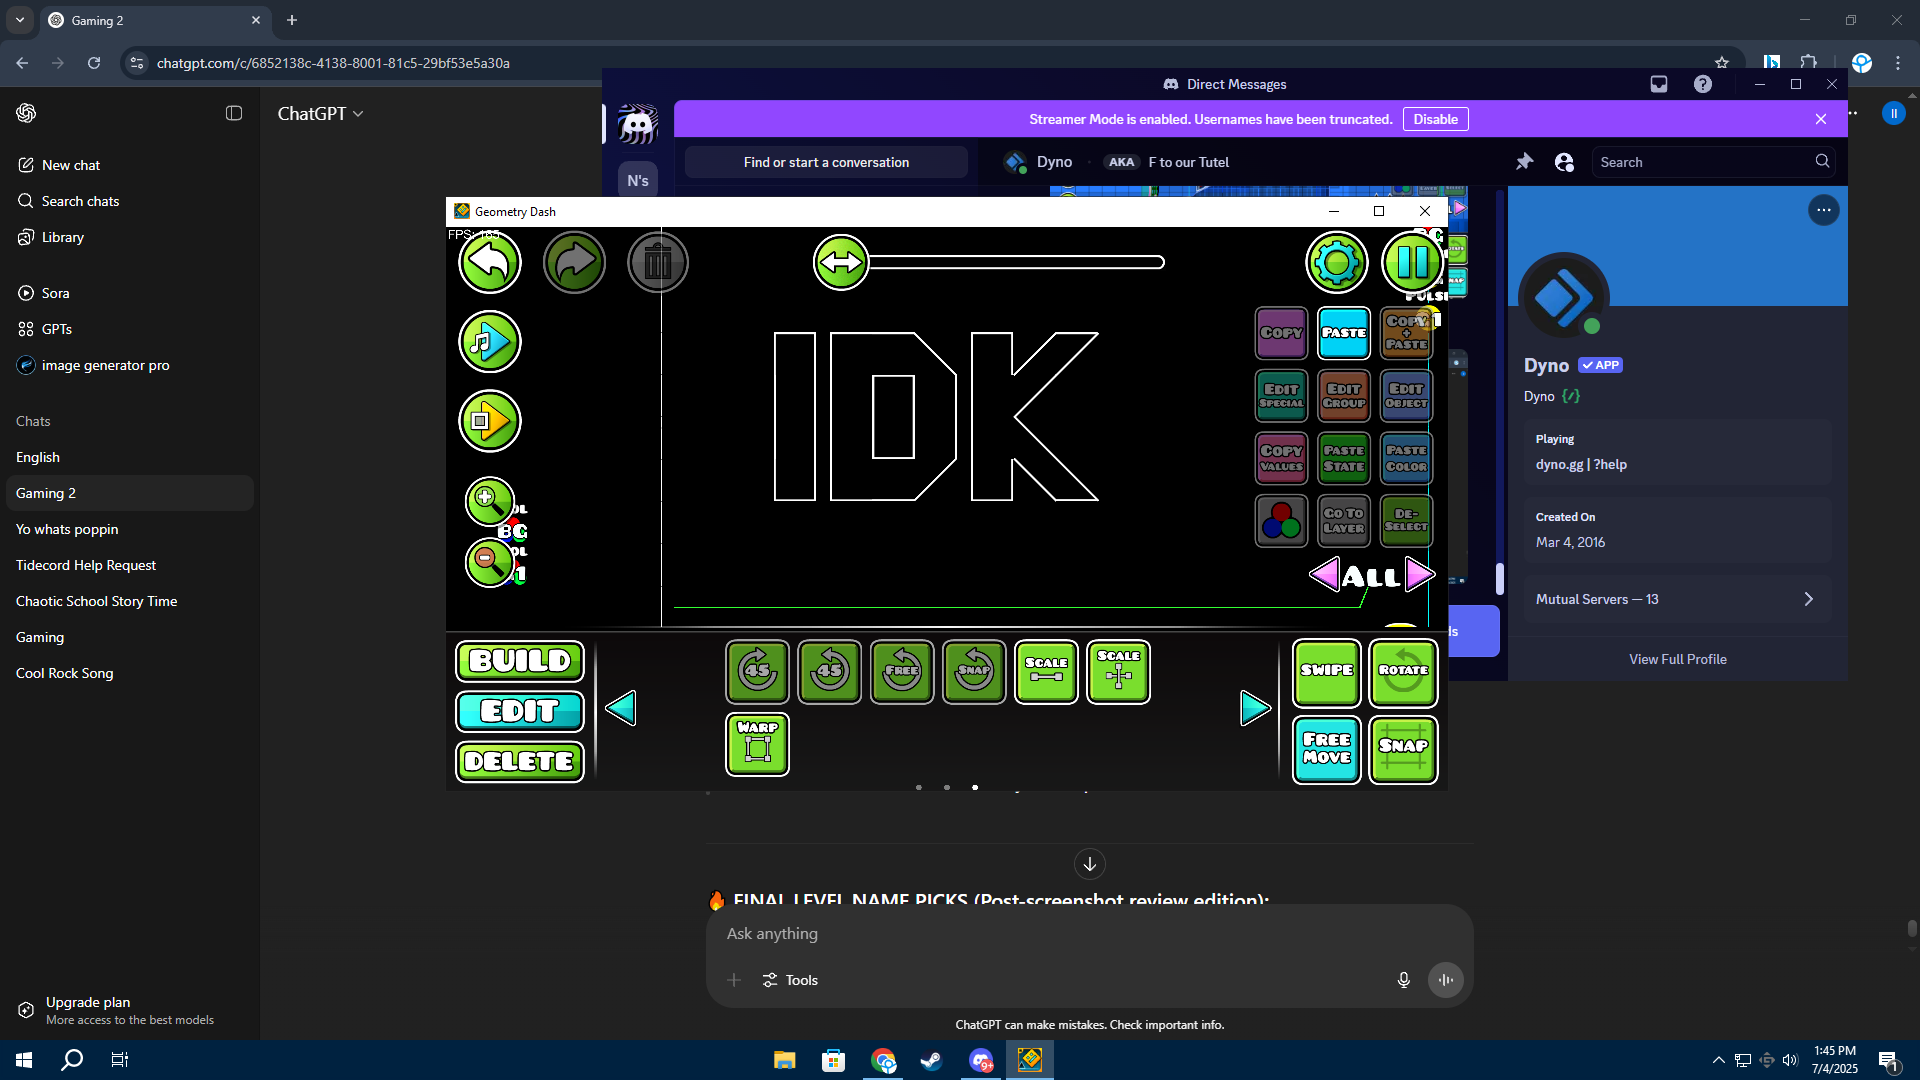 Gaming 2
chatgpt.com/c/6852138c-4138-8001-81c5-29bf53e5a30a
ChatGPT
New chat
Search chats
Library
Sora
GPTs
image generator pro
Chats
English
Gaming 2
Yo whats poppin
Tidecord Help Request
Chaotic School Story Time
Gaming
Cool Rock Song
Upgrade plan
More access to the best models
Direct Messages
Streamer Mode is enabled. Usernames have been truncated. Disable
N's
Find or start a conversation
Dyno AKA F to our Tutel
Search
II
Dyno APP
Dyno {/}
Playing
dyno.gg | ?help
Created On
Mar 4, 2016
Mutual Servers — 13
View Full Profile
Geometry Dash
FPS: 165
IDK
BG
1
PULSE
1
COPY PASTE COPY + PASTE
EDIT SPECIAL EDIT GROUP EDIT OBJECT
COPY VALUES PASTE STATE PASTE COLOR
GO TO LAYER DE-SELECT
ALL
BUILD
EDIT
DELETE
45 45 FREE SNAP SCALE SCALE
WARP
SWIPE ROTATE
FREE MOVE SNAP
🔥 FINAL LEVEL NAME PICKS (Post-screenshot review edition):
Ask anything
Tools
ChatGPT can make mistakes. Check important info.
9+
1:45 PM
7/4/2025
1